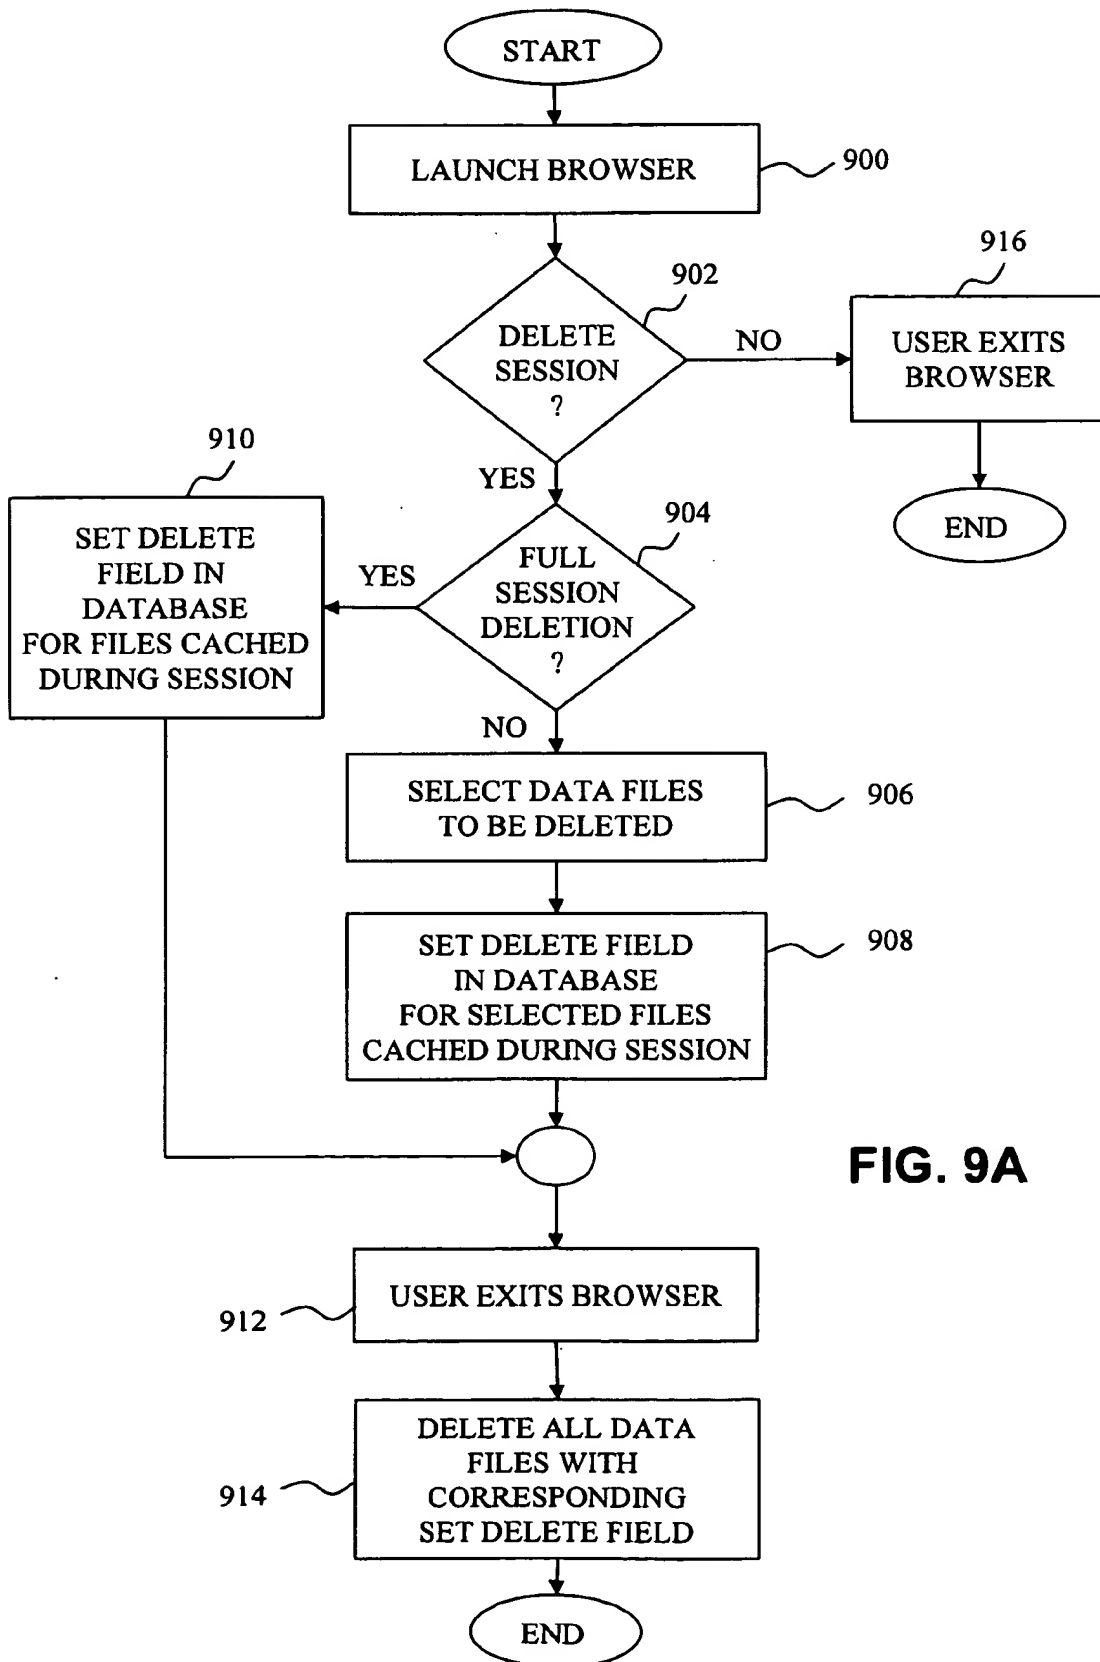 START
LAUNCH BROWSER
900
902
DELETE
SESSION
?
NO
916
USER EXITS
BROWSER
END
YES
904
FULL
SESSION
DELETION
?
YES
910
SET DELETE
FIELD IN
DATABASE
FOR FILES CACHED
DURING SESSION
NO
SELECT DATA FILES
TO BE DELETED
906
SET DELETE FIELD
IN DATABASE
FOR SELECTED FILES
CACHED DURING SESSION
908
FIG. 9A
USER EXITS BROWSER
912
DELETE ALL DATA
FILES WITH
CORRESPONDING
SET DELETE FIELD
914
END